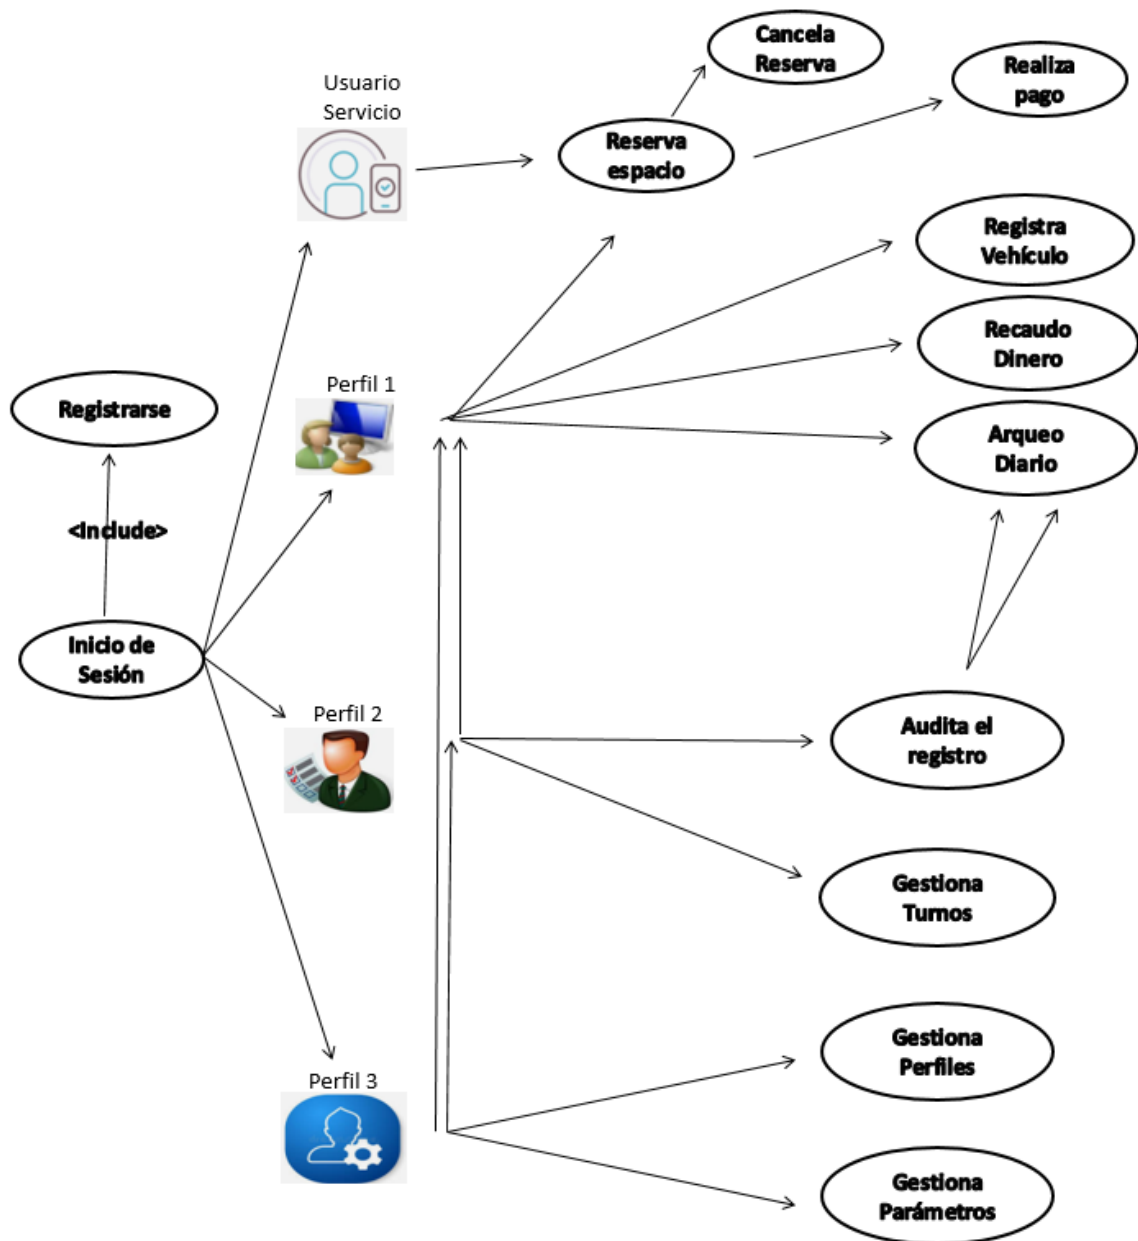 Cancela
Reserva
Realiza
pago
Usuario
Servicio
Reserva
espacio
Registra
Vehículo
Recaudo
Dinero
Perfil 1
Registrarse
Arqueo
Diario
<Include>
Inicio de
Sesión
Perfil 2
Audita el
registro
Gestiona
Turnos
Gestiona
Perfiles
Perfil 3
Gestiona
Parámetros